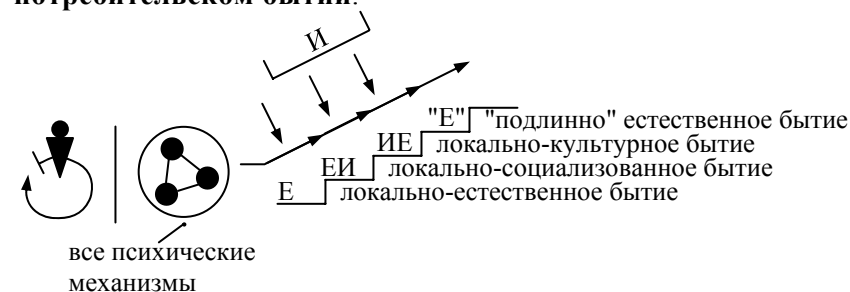 потребительском бытии.
И
"Е" "подлинно" естественное бытие
ИЕ локально-культурное бытие
ЕИ локально-социализованное бытие
Е локально-естественное бытие
все психические
механизмы